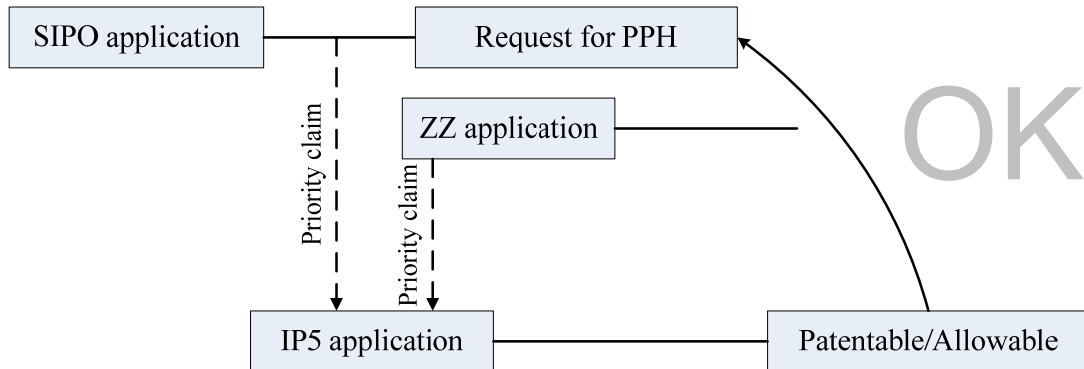 SIPO application
Request for PPH
OK
ZZ application
Priority claim
Priority claim
IP5 application
Patentable/Allowable